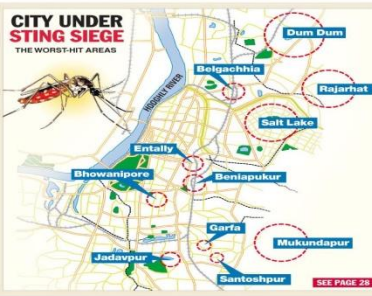 CITY UNDER
STING SIEGE
THE WORST-HIT AREAS
Dum Dum
Belgachhia
Rajarhat
HOOGHLY RIVER
Salt Lake
Entally
Bhowanipore
Beniapukur
Garfa
Mukundapur
Jadavpur
Santoshpur
SEE PAGE 28